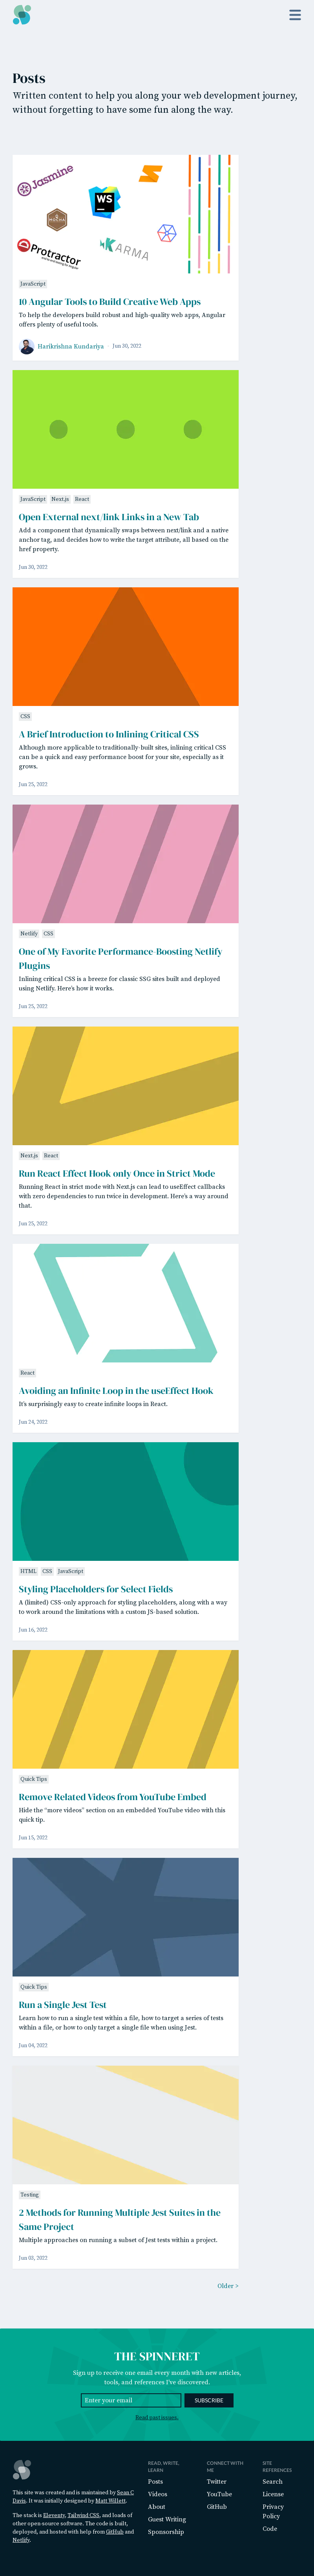 Posts
Written content to help you along your web development journey,
without forgetting to have some fun along the way.
Jasmine
WS
MOCHA
KARMA
Protractor
end to end testing for AngularJS
JavaScript
10 Angular Tools to Build Creative Web Apps
To help the developers build robust and high-quality web apps, Angular
offers plenty of useful tools.
Harikrishna Kundariya · Jun 30, 2022
JavaScript Next.js React
Open External next/link Links in a New Tab
Add a component that dynamically swaps between next/link and a native
anchor tag, and decides how to write the target attribute, all based on the
href property.
Jun 30, 2022
CSS
A Brief Introduction to Inlining Critical CSS
Although more applicable to traditionally-built sites, inlining critical CSS
can be a quick and easy performance boost for your site, especially as it
grows.
Jun 25, 2022
Netlify CSS
One of My Favorite Performance-Boosting Netlify
Plugins
Inlining critical CSS is a breeze for classic SSG sites built and deployed
using Netlify. Here's how it works.
Jun 25, 2022
Next.js React
Run React Effect Hook only Once in Strict Mode
Running React in strict mode with Next.js can lead to useEffect callbacks
with zero dependencies to run twice in development. Here's a way around
that.
Jun 25, 2022
React
Avoiding an Infinite Loop in the useEffect Hook
It's surprisingly easy to create infinite loops in React.
Jun 24, 2022
HTML CSS JavaScript
Styling Placeholders for Select Fields
A (limited) CSS-only approach for styling placeholders, along with a way
to work around the limitations with a custom JS-based solution.
Jun 16, 2022
Quick Tips
Remove Related Videos from YouTube Embed
Hide the “more videos” section on an embedded YouTube video with this
quick tip.
Jun 15, 2022
Quick Tips
Run a Single Jest Test
Learn how to run a single test within a file, how to target a series of tests
within a file, or how to only target a single file when using Jest.
Jun 04, 2022
Testing
2 Methods for Running Multiple Jest Suites in the
Same Project
Multiple approaches on running a subset of Jest tests within a project.
Jun 03, 2022
Older >
THE SPINNERET
Sign up to receive one email every month with new articles,
tools, and references I've discovered.
Enter your email
SUBSCRIBE
Read past issues.
This site was created and is maintained by Sean C
Davis. It was initially designed by Matt Willett.
The stack is Eleventy, Tailwind CSS, and loads of
other open source software. The code is built,
deployed, and hosted with help from GitHub and
Netlify.
READ, WRITE,
LEARN
Posts
Videos
About
Guest Writing
Sponsorship
CONNECT WITH
ME
Twitter
YouTube
GitHub
SITE
REFERENCES
Search
License
Privacy
Policy
Code